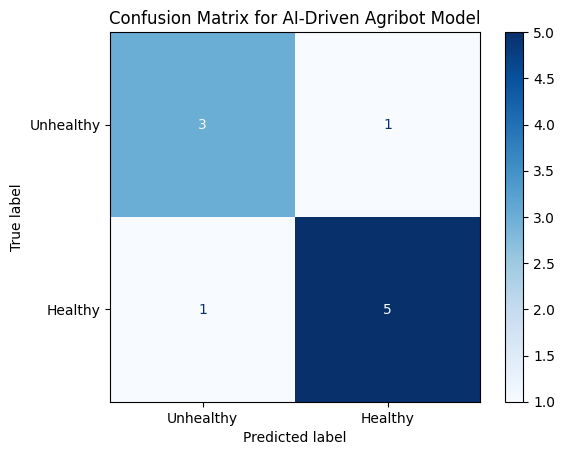 Confusion Matrix for AI-Driven Agribot Model
True label
Unhealthy
Healthy
3
1
1
5
Unhealthy
Healthy
Predicted label
5.0
4.5
4.0
3.5
3.0
2.5
2.0
1.5
1.0